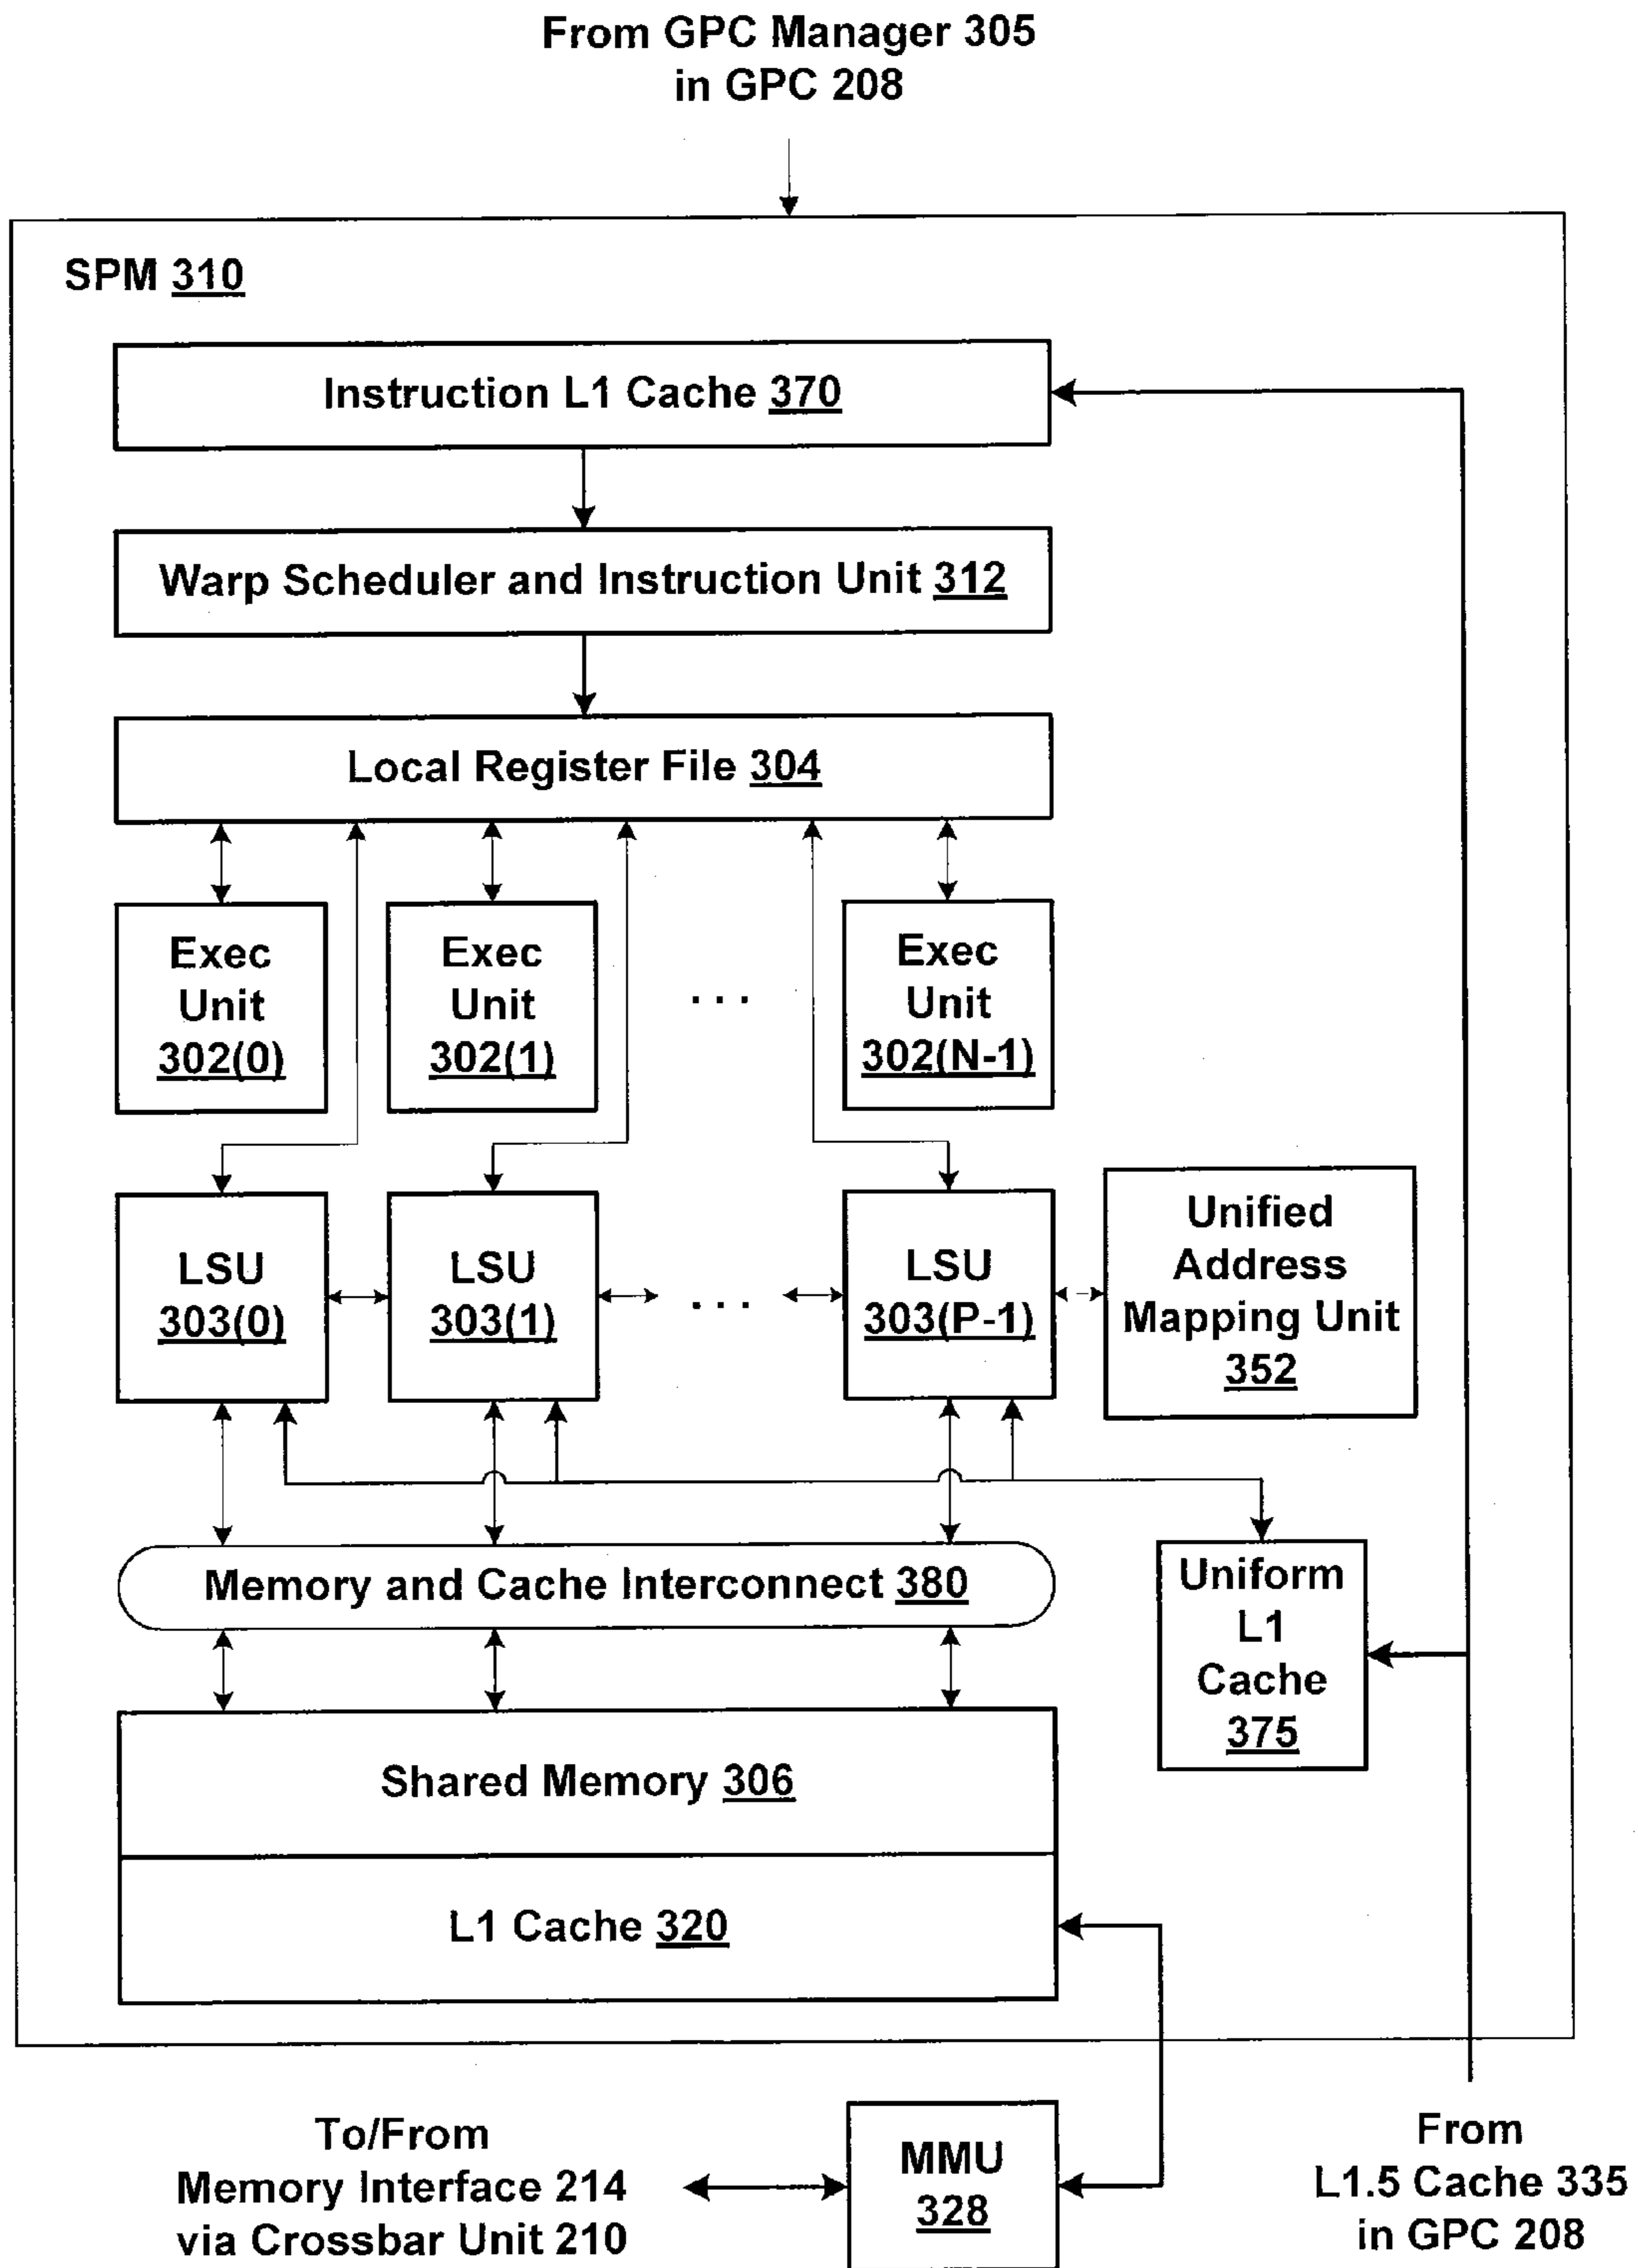 From GPC Manager 305
in GPC 208
SPM 310
Instruction L1 Cache 370
Warp Scheduler and Instruction Unit 312
Local Register File 304
Exec
Unit
302(0)
Exec
Unit
302(1)
. . .
Exec
Unit
302(N-1)
LSU
303(0)
LSU
303(1)
. . .
LSU
303(P-1)
Unified
Address
Mapping Unit
352
Memory and Cache Interconnect 380
Uniform
L1
Cache
375
Shared Memory 306
L1 Cache 320
To/From
Memory Interface 214
via Crossbar Unit 210
MMU
328
From
L1.5 Cache 335
in GPC 208